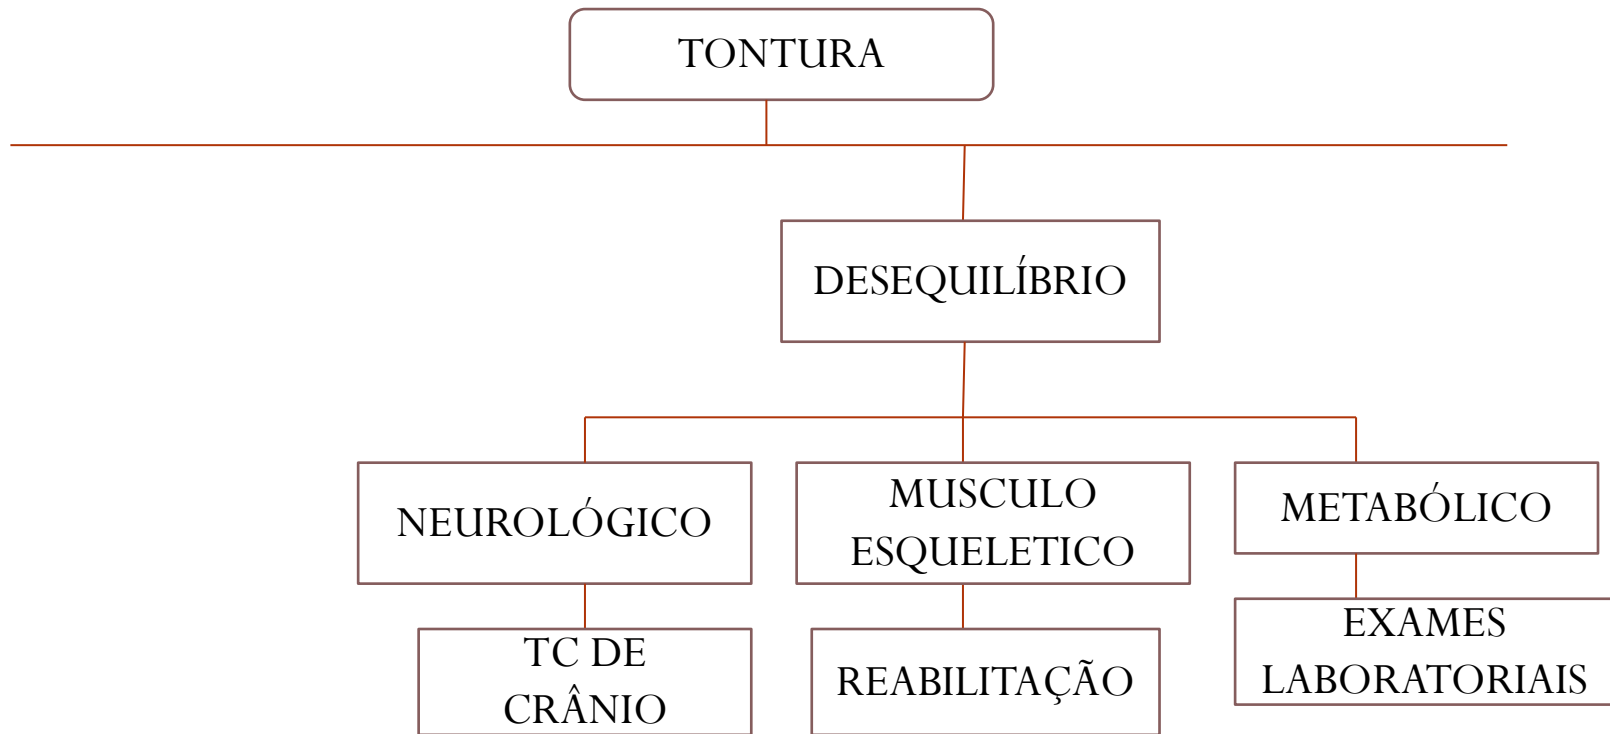 TONTURA
DESEQUILÍBRIO
NEUROLÓGICO
MUSCULO
ESQUELETICO
METABÓLICO
TC DE
CRÂNIO
REABILITAÇÃO
EXAMES
LABORATORIAIS